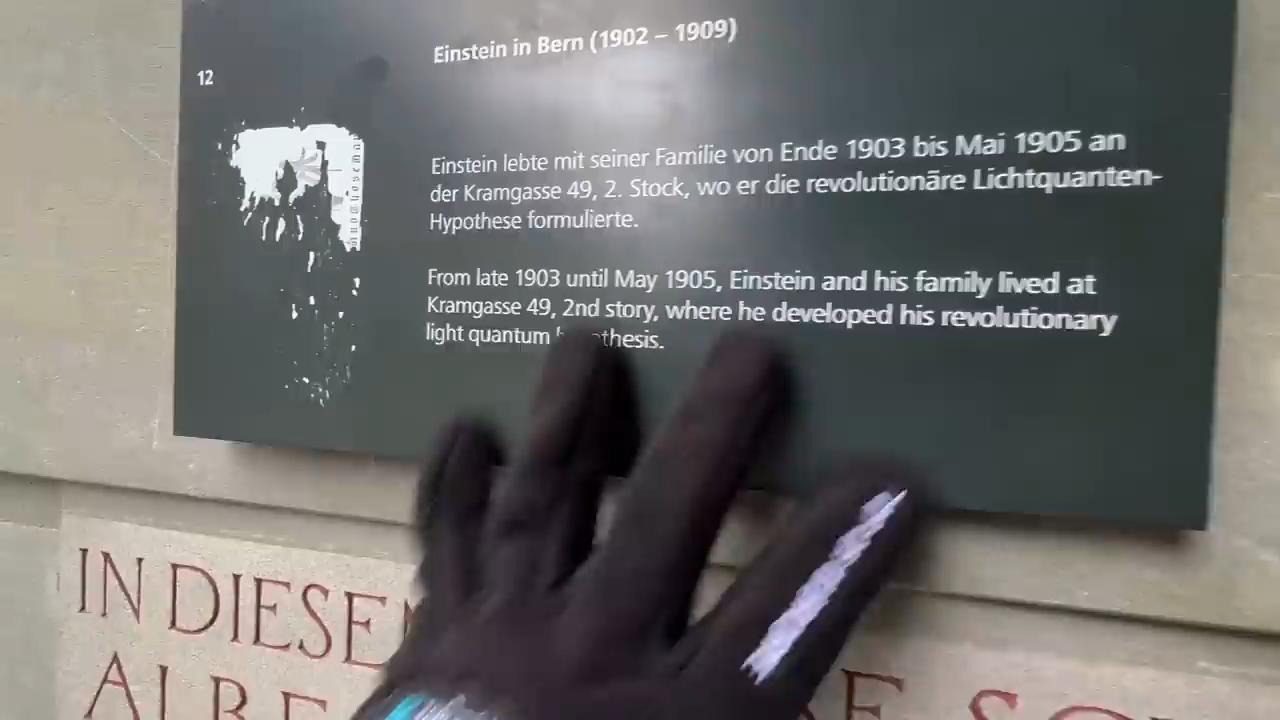 Einstein in Bern (1902 – 1909)
12
Einstein lebte mit seiner Familie von Ende 1903 bis Mai 1905 an
der Kramgasse 49, 2. Stock, wo er die revolutionäre Lichtquanten-
Hypothese formulierte.
From late 1903 until May 1905, Einstein and his family lived at
Kramgasse 49, 2nd story, where he developed his revolutionary
light quantum
IN DIESEM